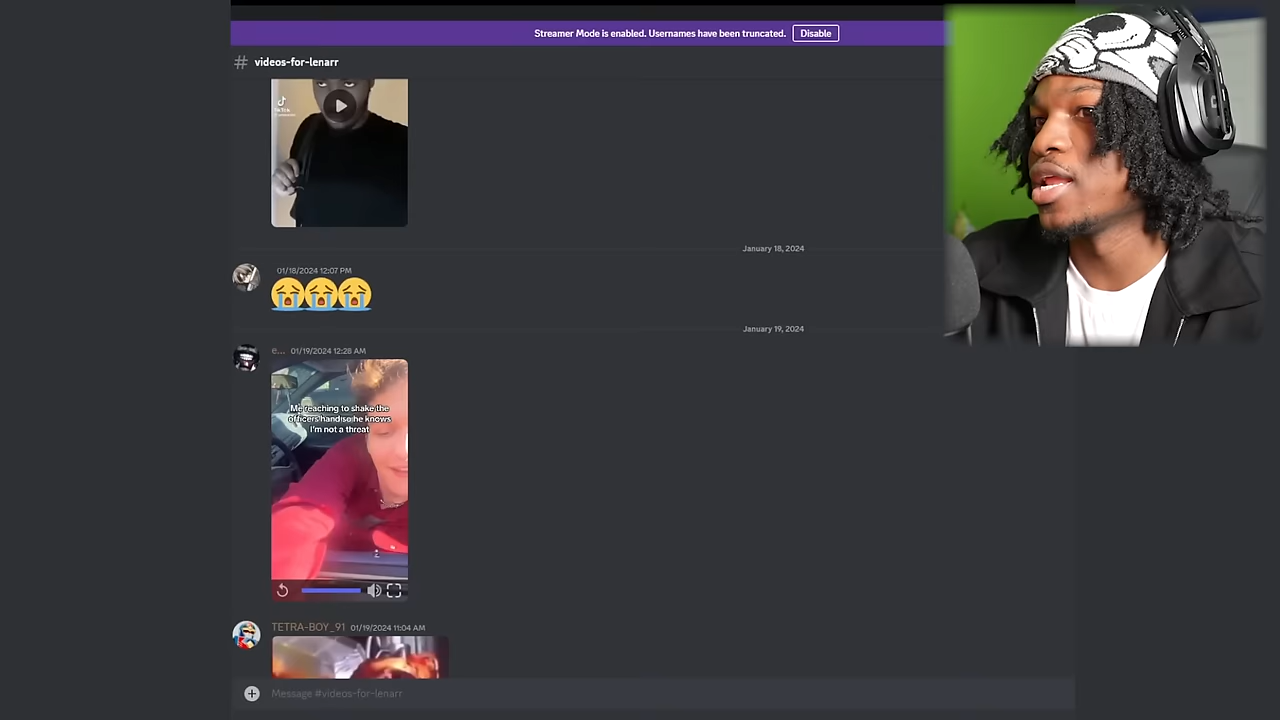 Streamer Mode is enabled. Usernames have been truncated. Disable
# videos-for-lenarr
January 18, 2024
01/18/2024 12:07 PM
January 19, 2024
e... 01/19/2024 12:28 AM
Me reaching to shake the
officers hand so he knows
I'm not a threat
TETRA-BOY_91 01/19/2024 11:04 AM
Message #videos-for-lenarr